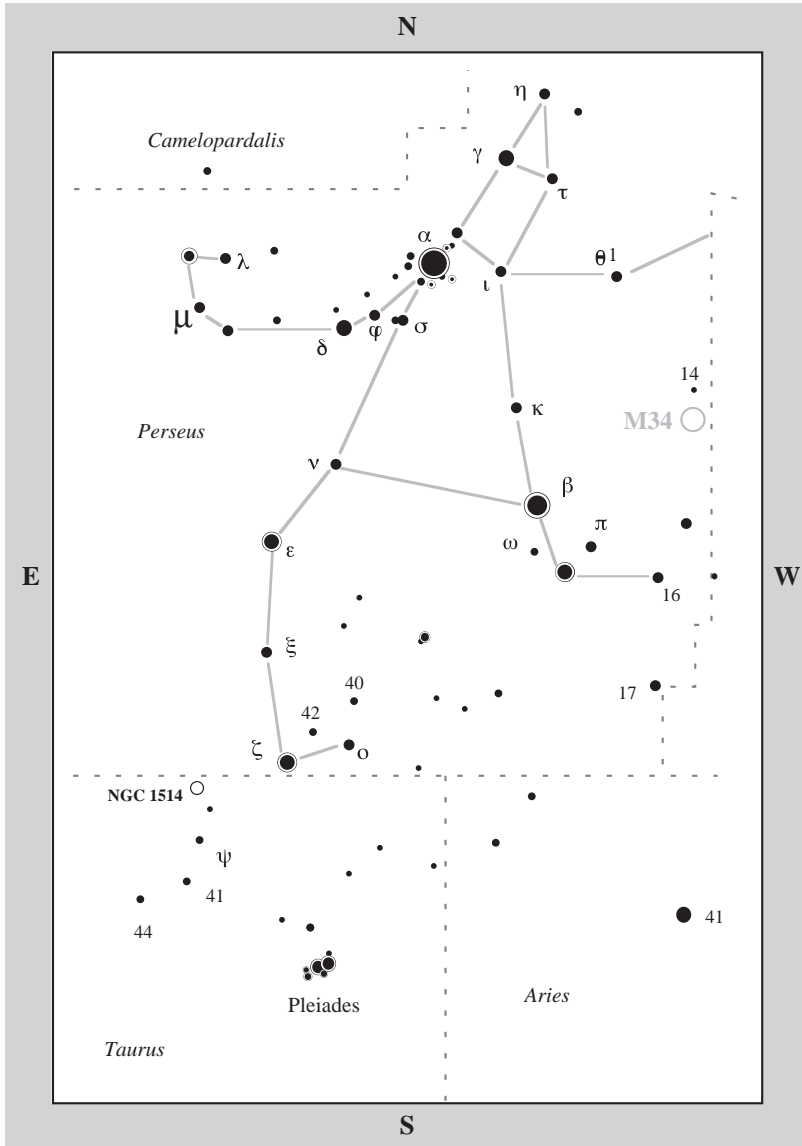 N
η
Camelopardalis
γ
τ
α
λ
θ1
ι
μ
φ
σ
δ
14
κ
M34
Perseus
ν
β
π
ω
ε
E
W
16
ξ
40
17
42
ζ
ο
NGC 1514
ψ
41
44
41
Pleiades
Aries
Taurus
S